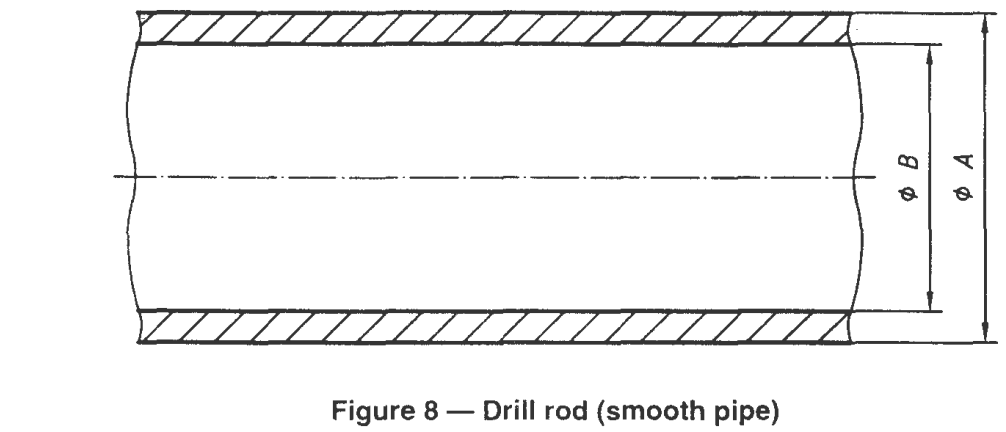 ϕ B
ϕ A
Figure 8 — Drill rod (smooth pipe)